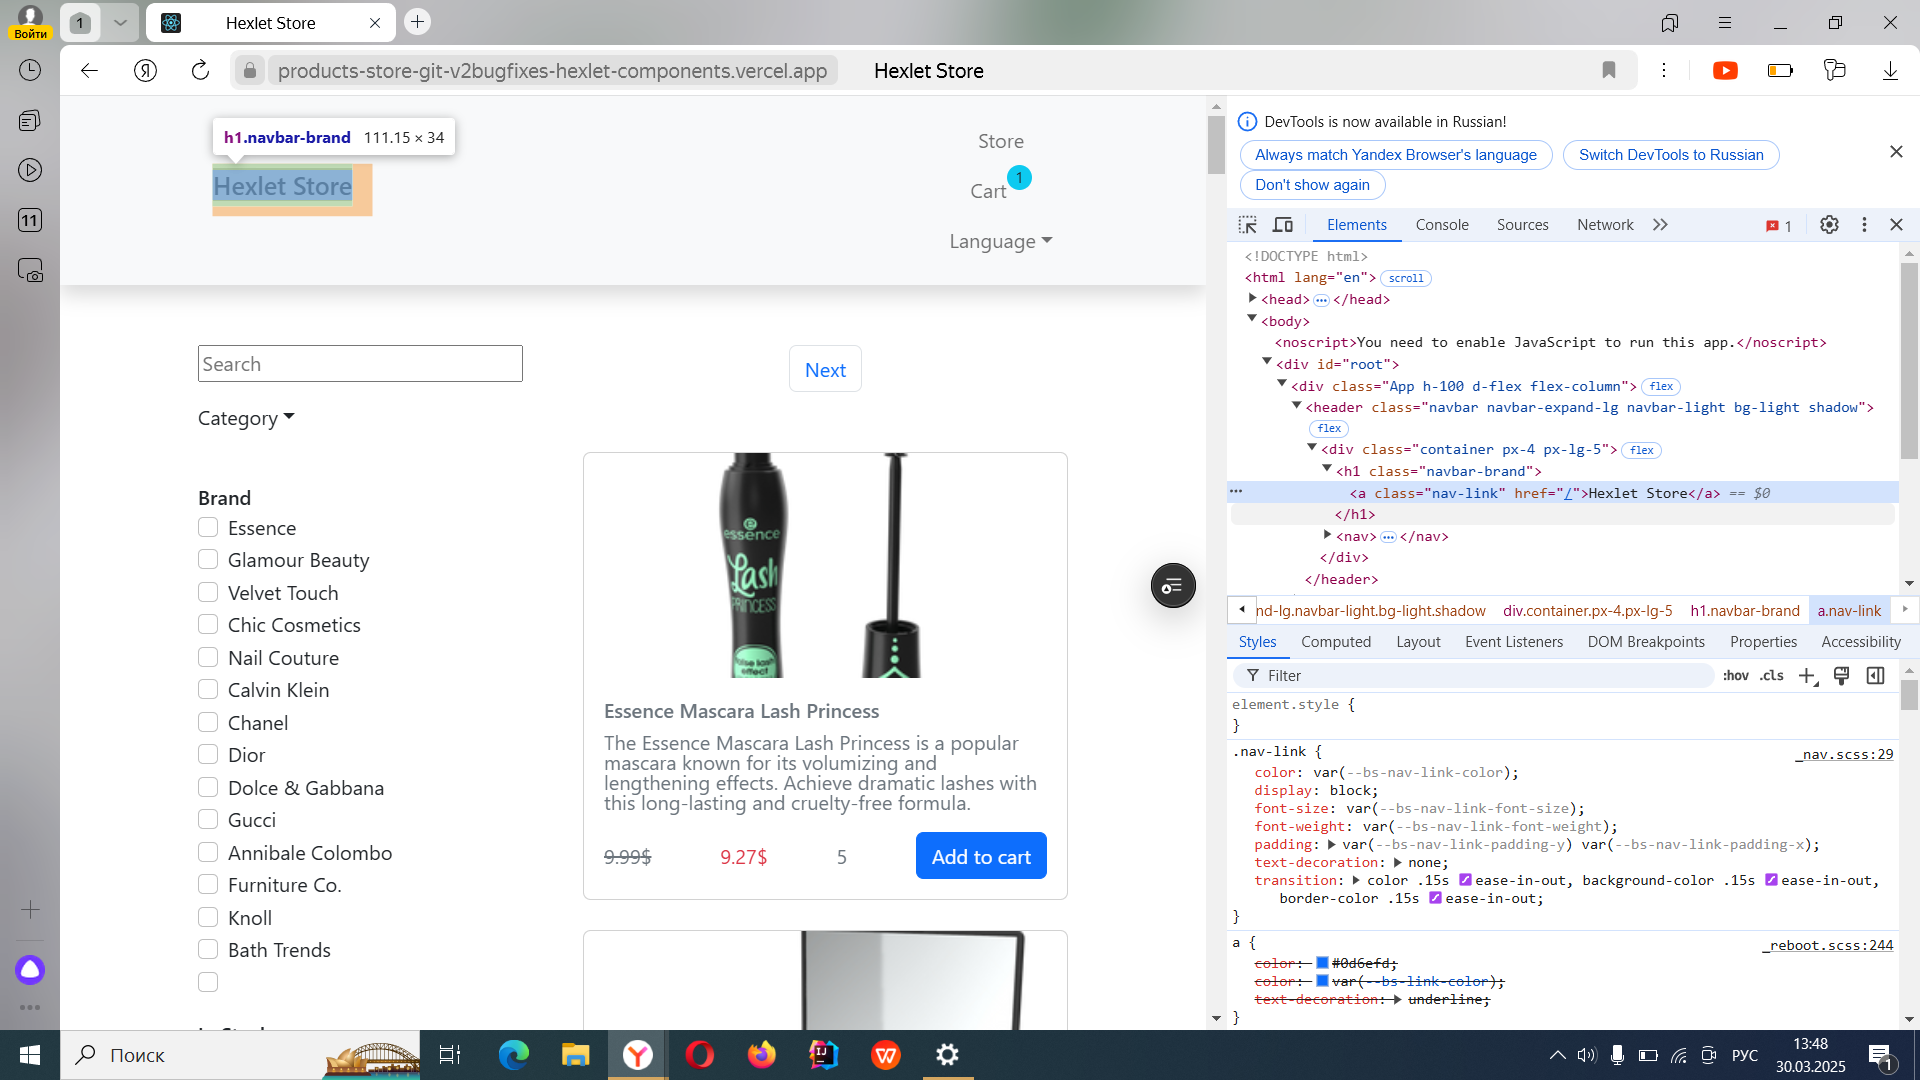 Войти
1
Hexlet Store
products-store-git-v2bugfixes-hexlet-components.vercel.app
Hexlet Store
11
h1.navbar-brand 111.15 × 34
Hexlet Store
Store
Cart
1
Language
Search
Next
Category
Brand
Essence
Glamour Beauty
Velvet Touch
Chic Cosmetics
Nail Couture
Calvin Klein
Chanel
Dior
Dolce & Gabbana
Gucci
Annibale Colombo
Furniture Co.
Knoll
Bath Trends
essence
Lash
PRINCESS
false lash
effect
Essence Mascara Lash Princess
The Essence Mascara Lash Princess is a popular
mascara known for its volumizing and
lengthening effects. Achieve dramatic lashes with
this long-lasting and cruelty-free formula.
9.99$
9.27$
5
Add to cart
DevTools is now available in Russian!
Always match Yandex Browser's language
Switch DevTools to Russian
Don't show again
Elements
Console
Sources
Network
1
<!DOCTYPE html>
<html lang="en"> scroll
<head> ••• </head>
<body>
<noscript>You need to enable JavaScript to run this app.</noscript>
<div id="root">
<div class="App h-100 d-flex flex-column"> flex
<header class="navbar navbar-expand-lg navbar-light bg-light shadow">
flex
<div class="container px-4 px-lg-5"> flex
<h1 class="navbar-brand">
<a class="nav-link" href="/">Hexlet Store</a> == $0
</h1>
<nav> ••• </nav>
</div>
</header>
nd-lg.navbar-light.bg-light.shadow
div.container.px-4.px-lg-5
h1.navbar-brand
a.nav-link
Styles
Computed
Layout
Event Listeners
DOM Breakpoints
Properties
Accessibility
Filter
:hov
.cls
element.style {
}
.nav-link {
_nav.scss:29
color: var(--bs-nav-link-color);
display: block;
font-size: var(--bs-nav-link-font-size);
font-weight: var(--bs-nav-link-font-weight);
padding: var(--bs-nav-link-padding-y) var(--bs-nav-link-padding-x);
text-decoration: none;
transition: color .15s ease-in-out, background-color .15s ease-in-out,
border-color .15s ease-in-out;
}
a {
_reboot.scss:244
color: #0d6efd;
color: var(--bs-link-color);
text-decoration: underline;
}
Поиск
РУС
13:48
30.03.2025
1